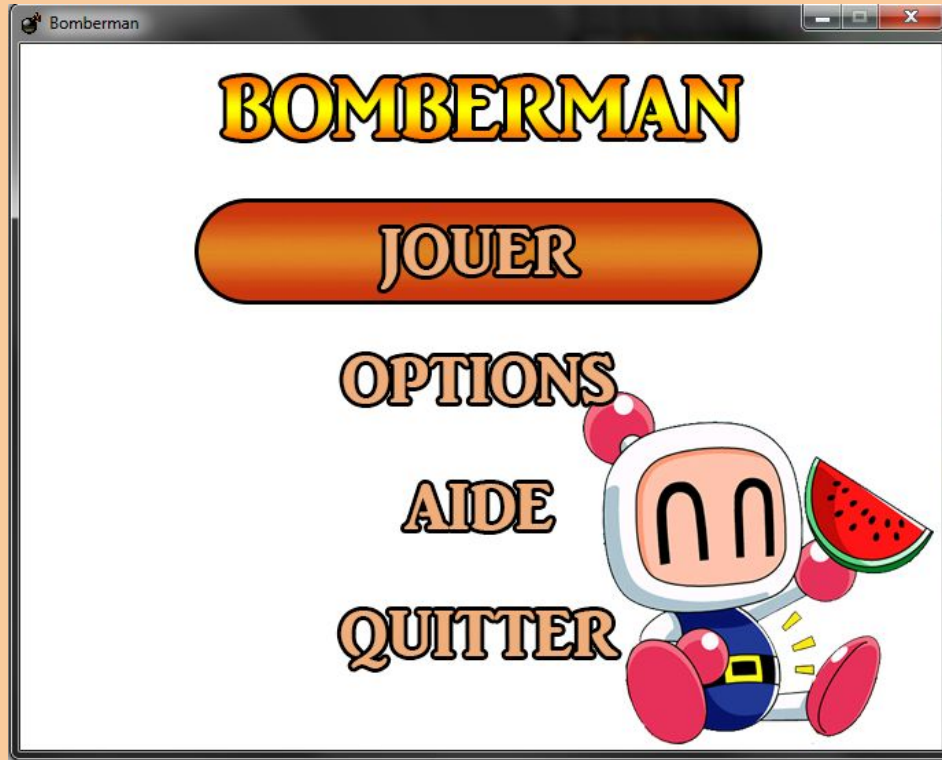 Bomberman
BOMBERMAN
JOUER
OPTIONS
AIDE
QUITTER